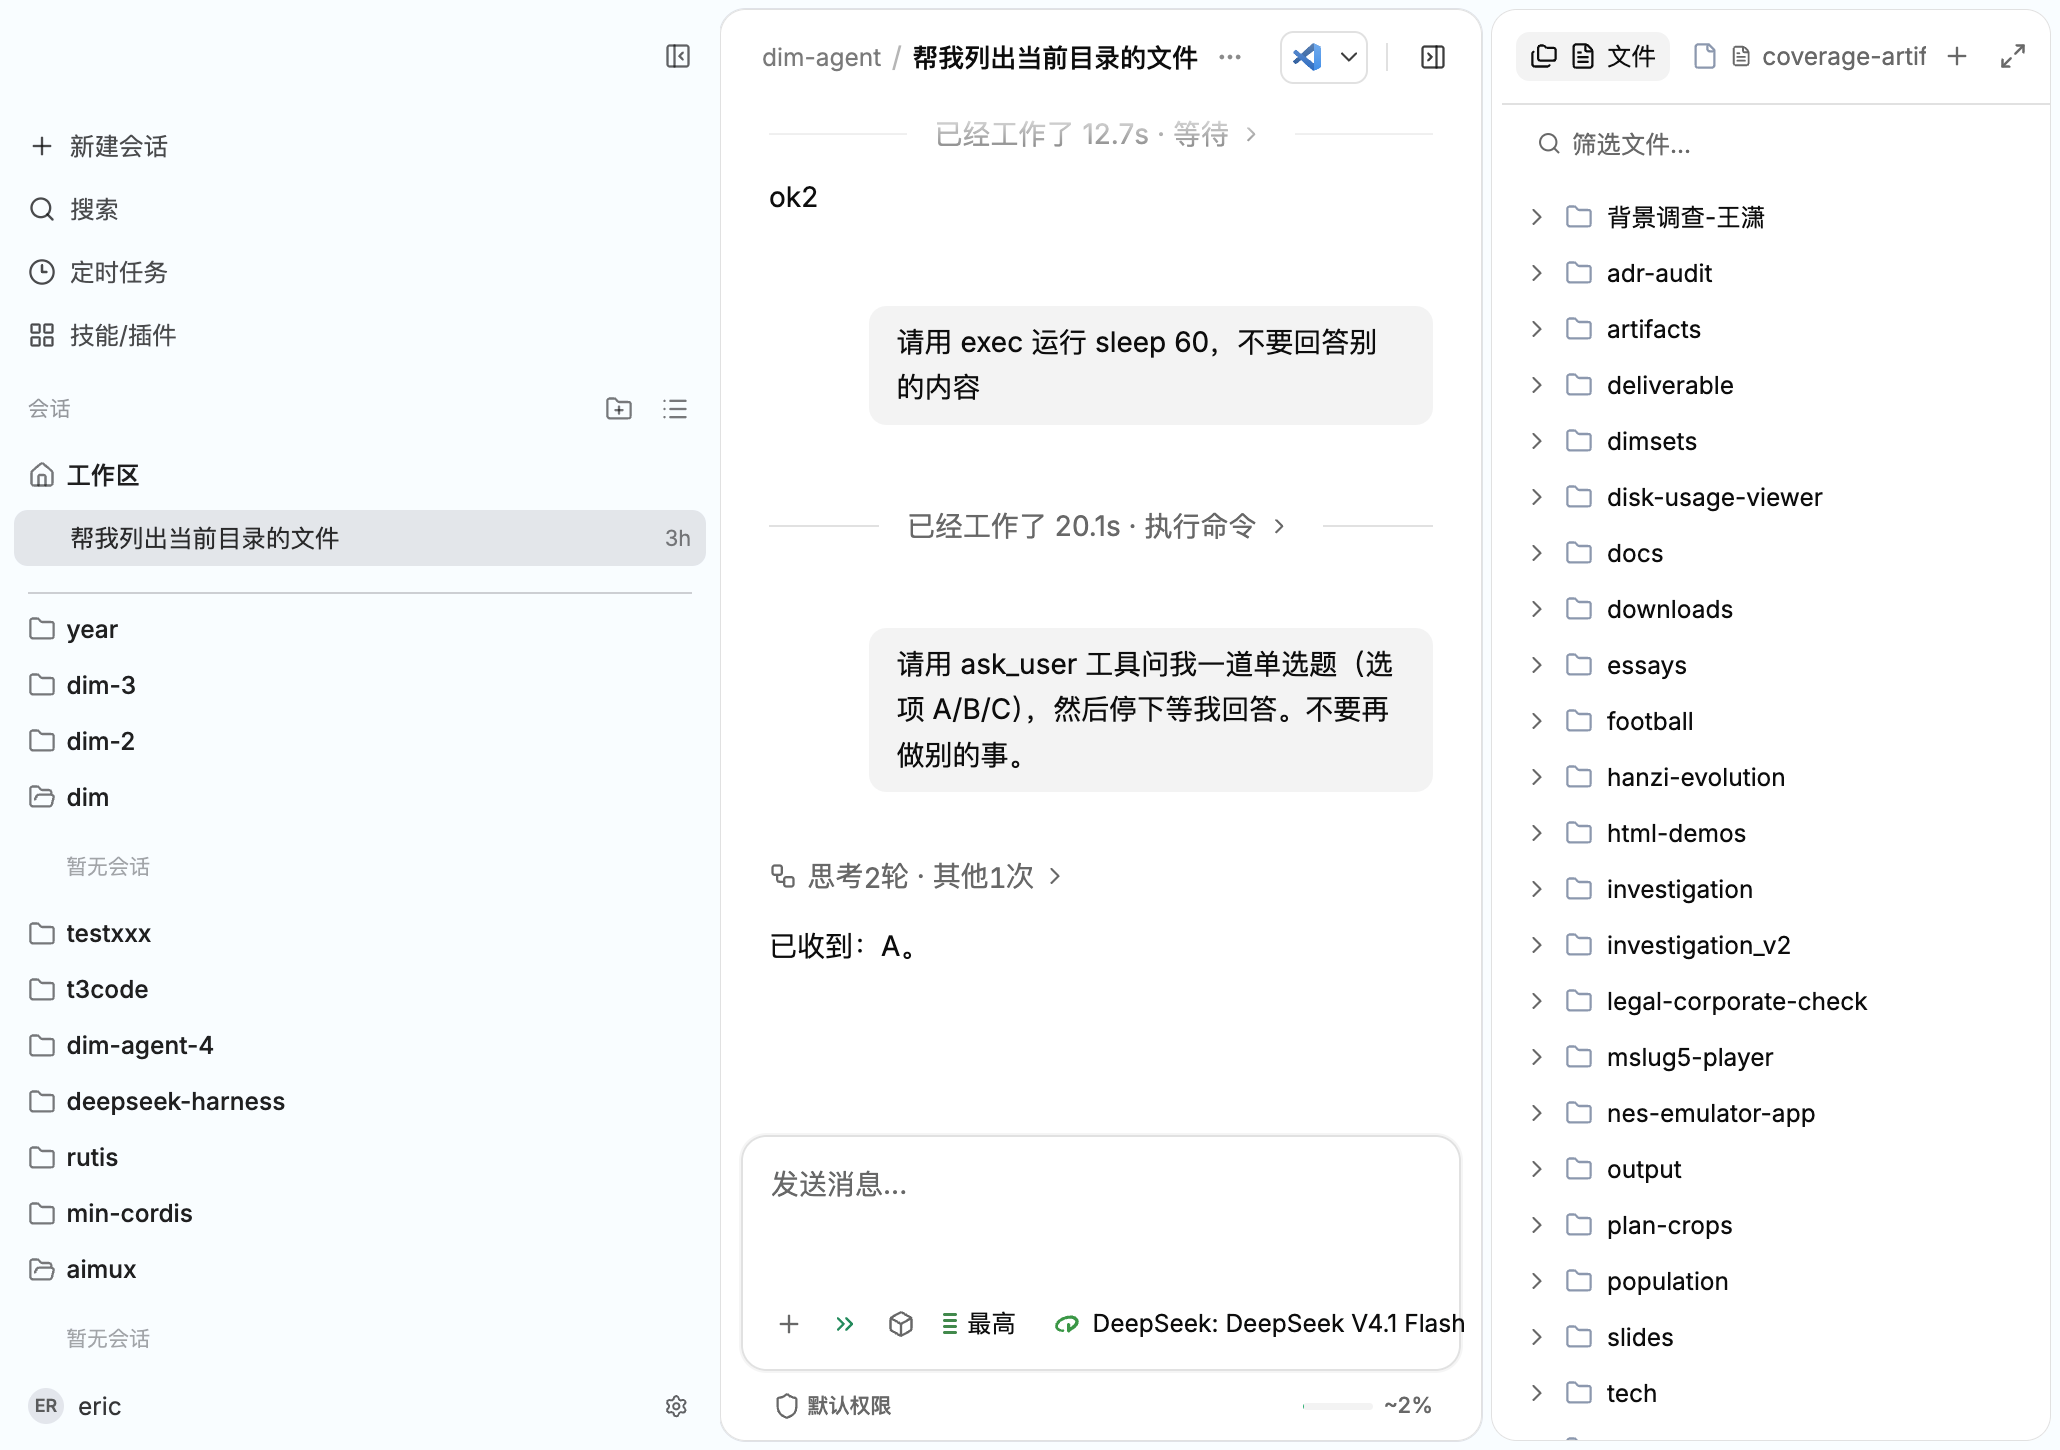 新建会话
搜索
定时任务
技能/插件
会话
工作区
帮我列出当前目录的文件 3h
year
dim-3
dim-2
dim
暂无会话
testxxx
t3code
dim-agent-4
deepseek-harness
rutis
min-cordis
aimux
暂无会话
ER eric
dim-agent / 帮我列出当前目录的文件 ···
已经工作了 12.7s · 等待
ok2
请用 exec 运行 sleep 60，不要回答别
的内容
已经工作了 20.1s · 执行命令
请用 ask_user 工具问我一道单选题（选
项 A/B/C），然后停下等我回答。不要再
做别的事。
思考2轮 · 其他1次
已收到：A。
发送消息...
最高 DeepSeek: DeepSeek V4.1 Flash
默认权限 ~2%
文件 coverage-artif
筛选文件...
背景调查-王潇
adr-audit
artifacts
deliverable
dimsets
disk-usage-viewer
docs
downloads
essays
football
hanzi-evolution
html-demos
investigation
investigation_v2
legal-corporate-check
mslug5-player
nes-emulator-app
output
plan-crops
population
slides
tech